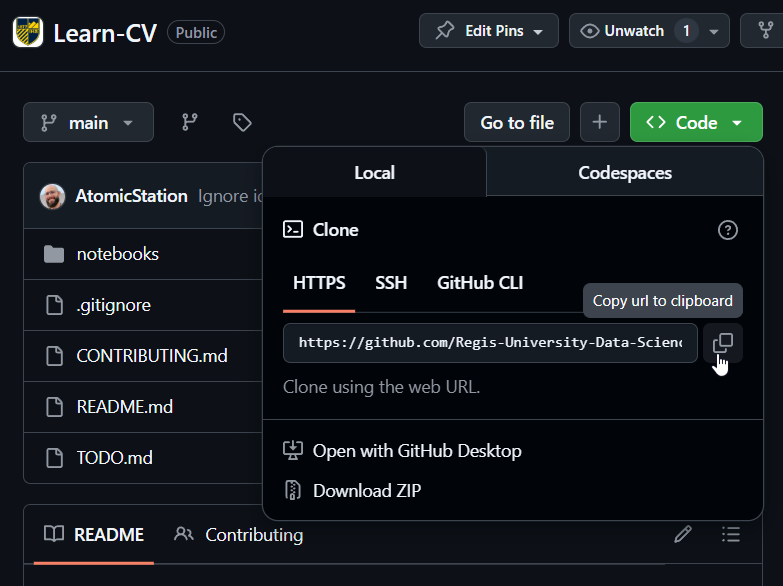 Learn-CV Public Edit Pins Unwatch 1
main Go to file + Code
Local Codespaces
AtomicStation Ignore
Clone
notebooks
HTTPS SSH GitHub CLI
.gitignore
Copy url to clipboard
https://github.com/Regis-University-Data-Scienc
CONTRIBUTING.md
Clone using the web URL.
README.md
Open with GitHub Desktop
TODO.md
Download ZIP
README Contributing